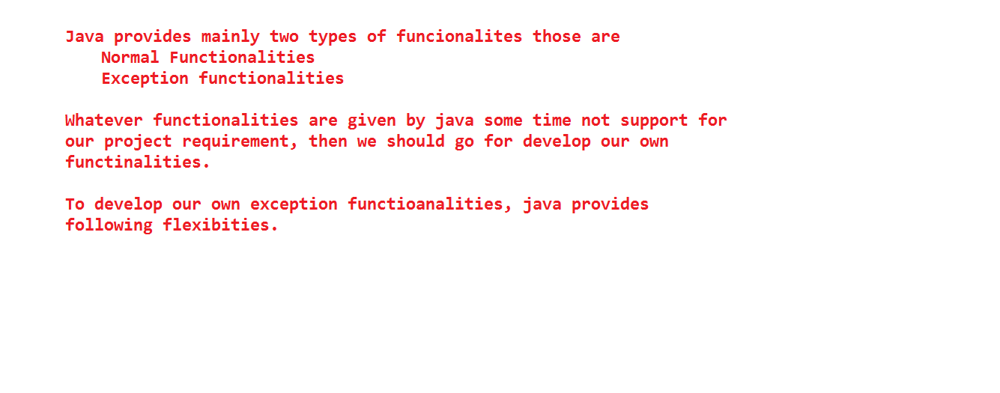 Java provides mainly two types of funcionalites those are
Normal Functionalities
Exception functionalities
Whatever functionalities are given by java some time not support for
our project requirement, then we should go for develop our own
functinalities.
To develop our own exception functioanalities, java provides
following flexibities.